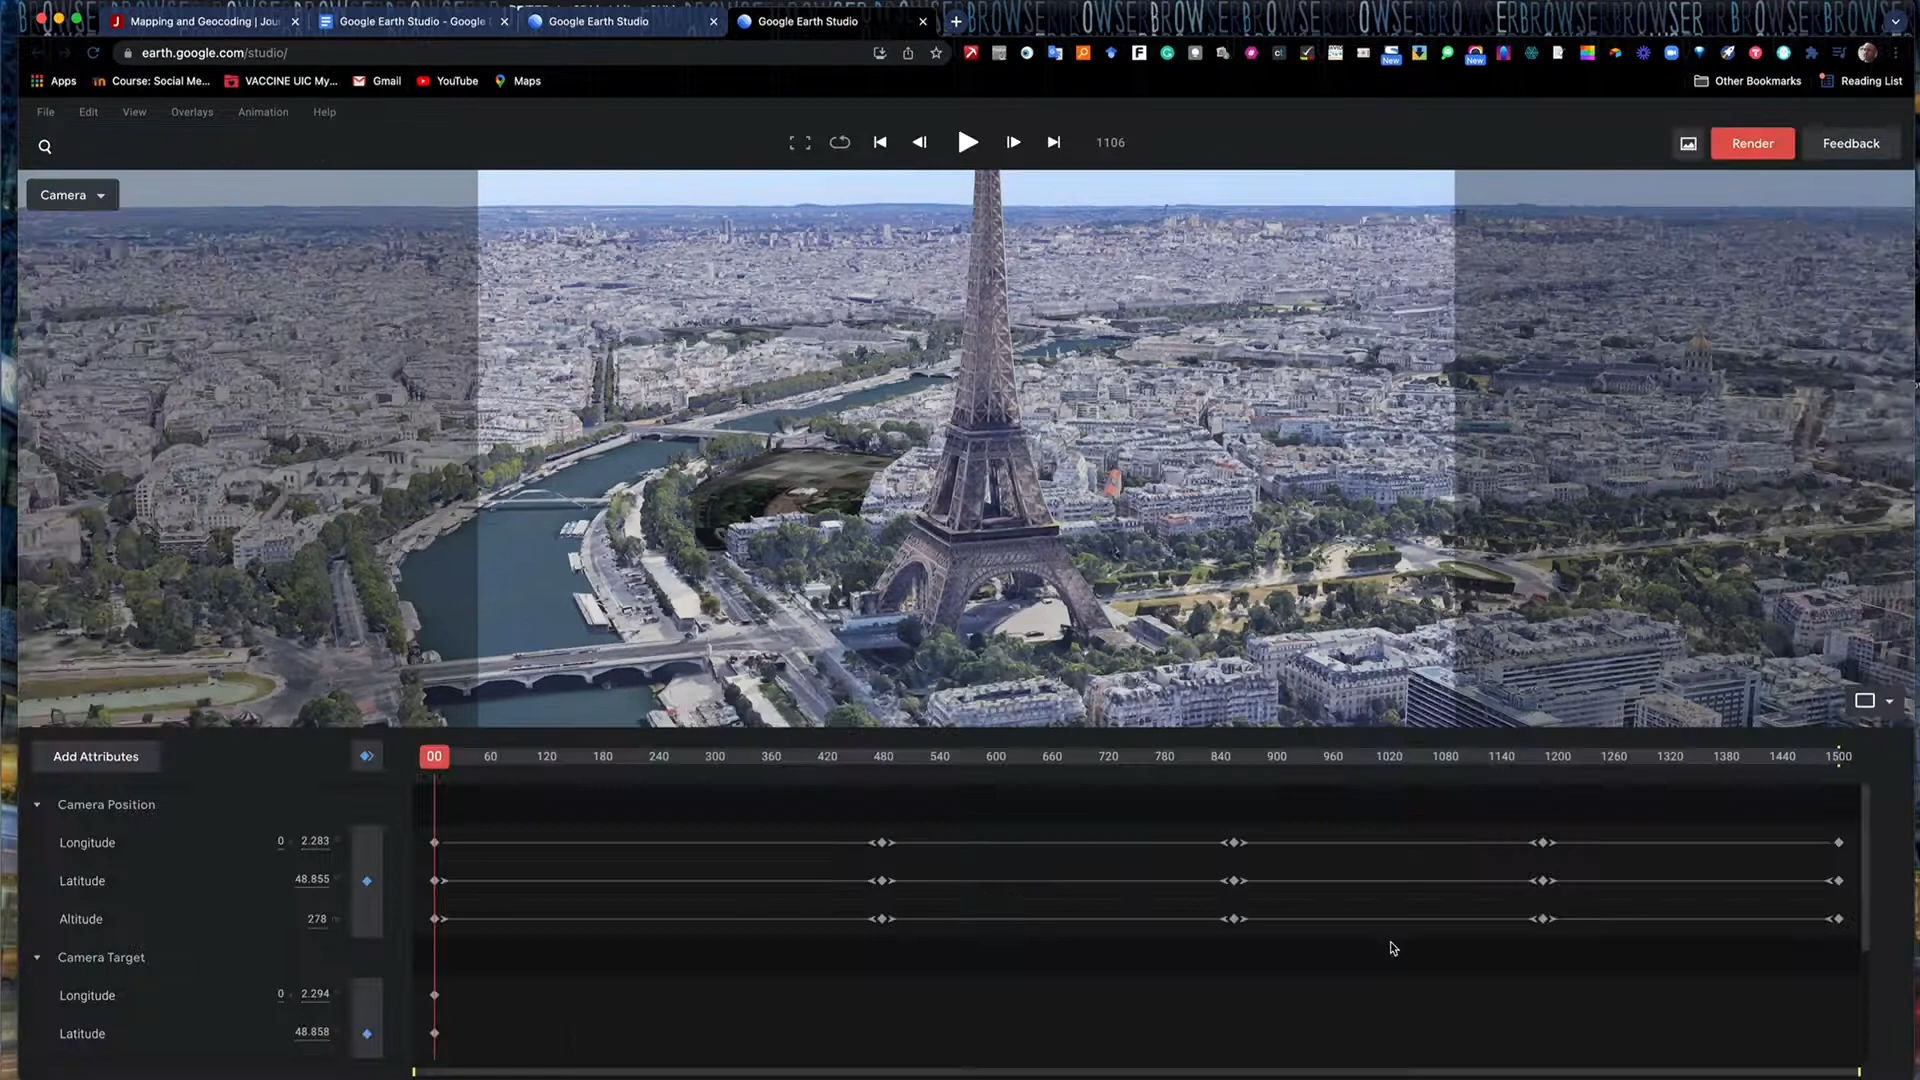 Mapping and Geocoding | Jour
Google Earth Studio - Google D
Google Earth Studio
Google Earth Studio
earth.google.com/studio/
New
New
Apps
Course: Social Me...
VACCINE UIC My...
Gmail
YouTube
Maps
Other Bookmarks
Reading List
File
Edit
View
Overlays
Animation
Help
1106
Render
Feedback
Camera
Add Attributes
00 60 120 180 240 300 360 420 480 540 600 660 720 780 840 900 960 1020 1080 1140 1200 1260 1320 1380 1440 1500
Camera Position
Longitude 0 2.283
Latitude 48.855
Altitude 278 m
Camera Target
Longitude 0 2.294
Latitude 48.858